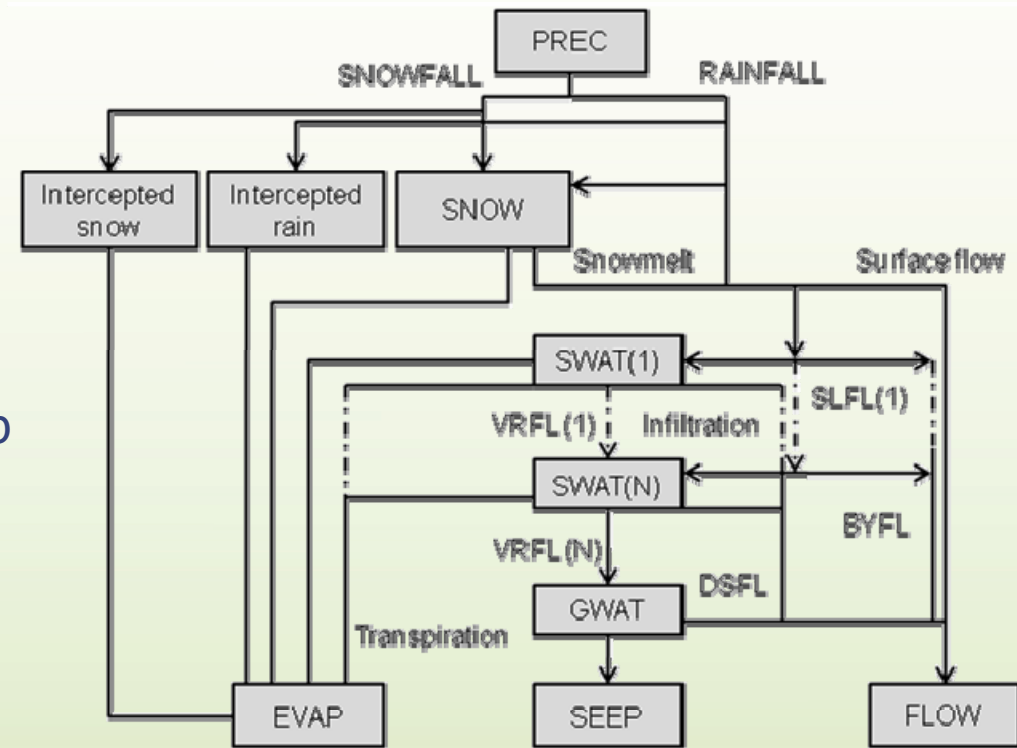 PREC
SNOWFALL
RAINFALL
Intercepted
snow
Intercepted
rain
SNOW
Snowmelt
Surface flow
SWAT(1)
SLFL(1)
VRFL(1)
Infiltration
SWAT(N)
BYFL
VRFL(N)
DSFL
GWAT
Transpiration
EVAP
SEEP
FLOW